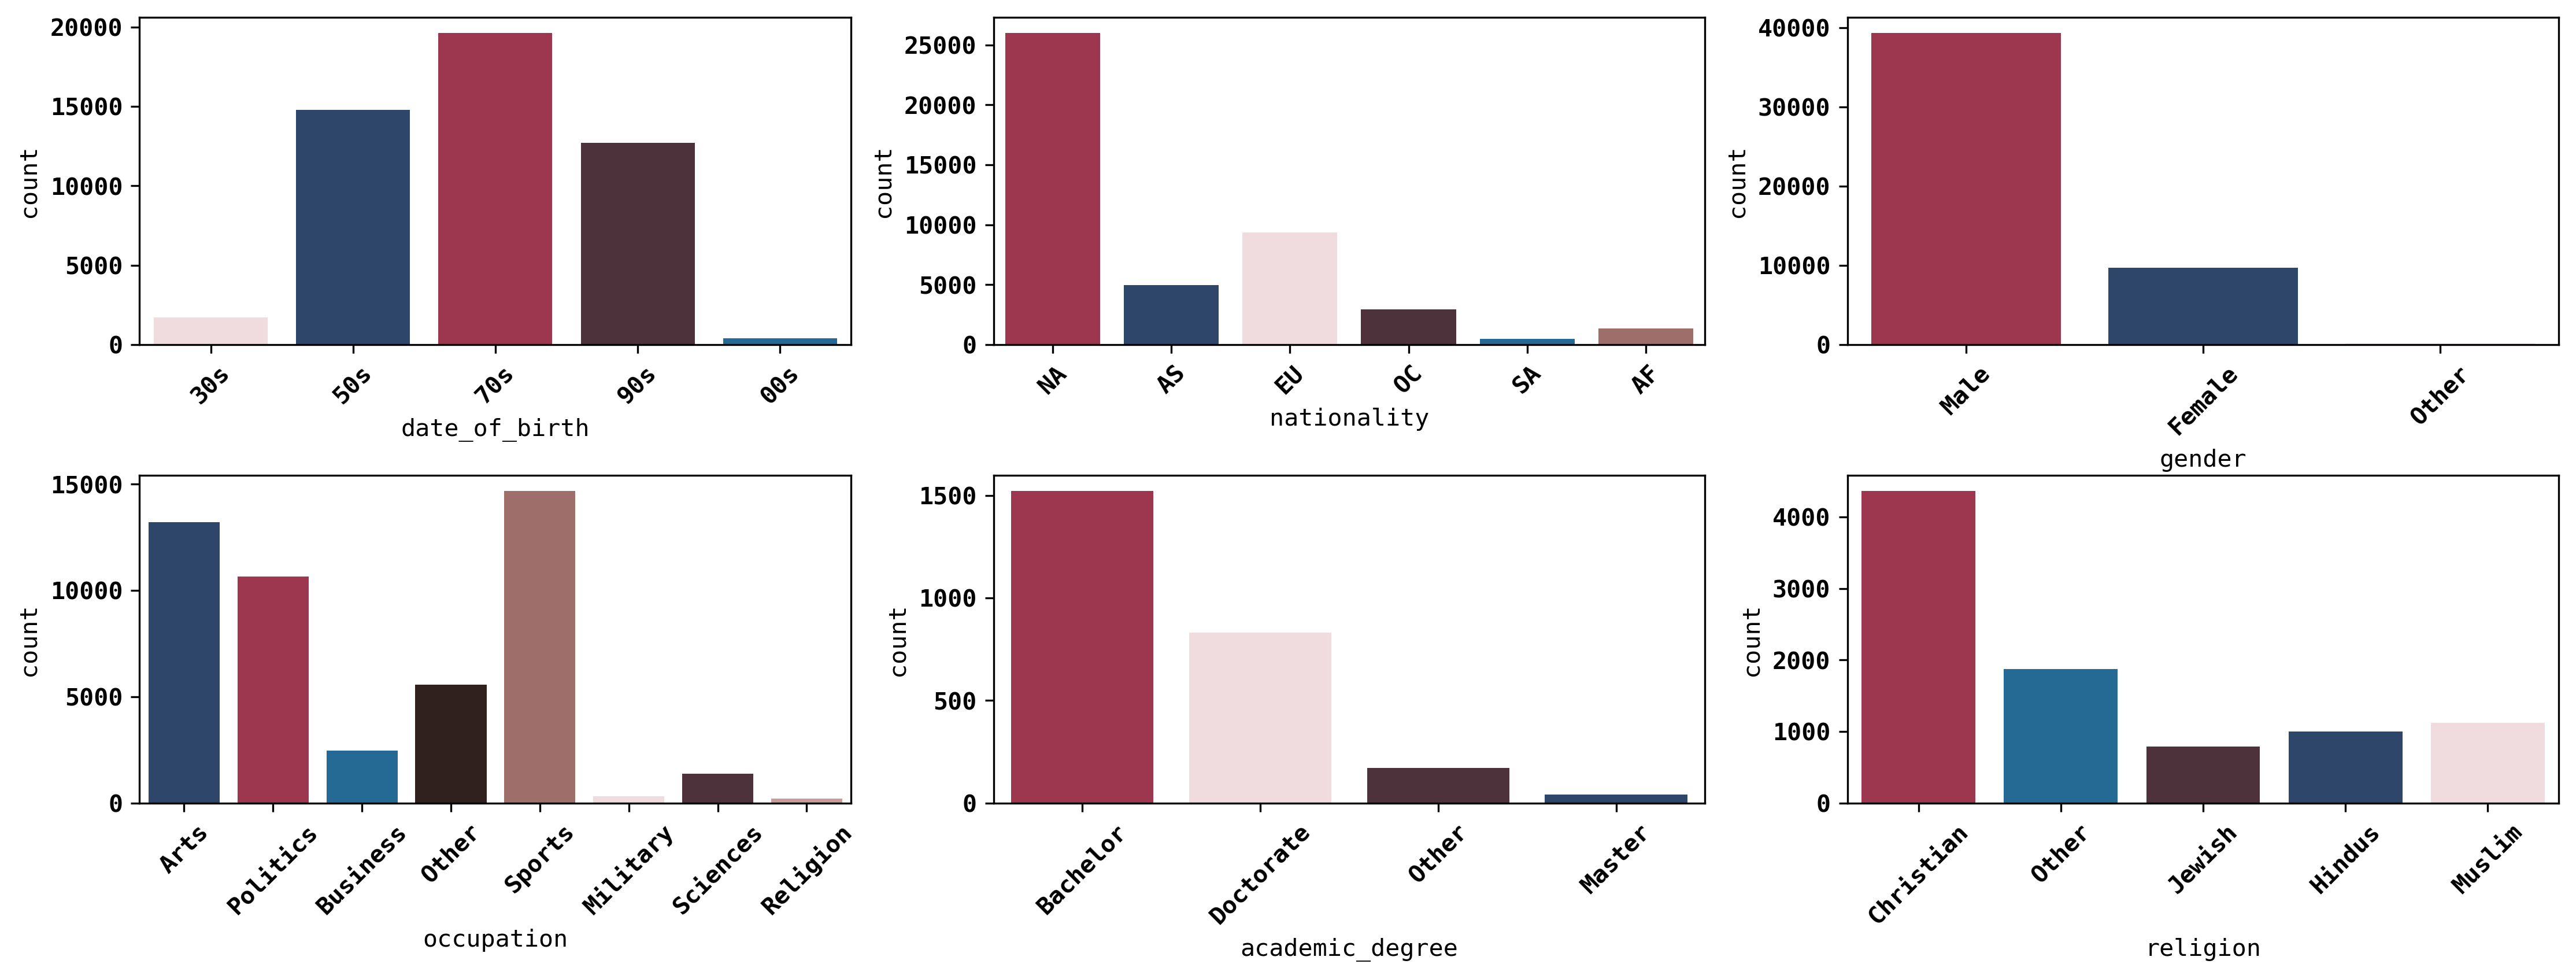 20000
15000
10000
5000
0
count
30s
50s
70s
90s
00s
date_of_birth
25000
20000
15000
10000
5000
0
count
NA
AS
EU
OC
SA
AF
nationality
40000
30000
20000
10000
0
count
Male
Female
Other
gender
15000
10000
5000
0
count
Arts
Politics
Business
Other
Sports
Military
Sciences
Religion
occupation
1500
1000
500
0
count
Bachelor
Doctorate
Other
Master
academic_degree
4000
3000
2000
1000
0
count
Christian
Other
Jewish
Hindus
Muslim
religion